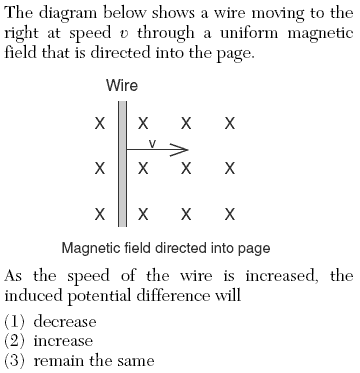 The diagram below shows a wire moving to the
right at speed v through a uniform magnetic
field that is directed into the page.
Wire
X X X X
v
X X X X
X X X X
Magnetic field directed into page
As the speed of the wire is increased, the
induced potential difference will
(1) decrease
(2) increase
(3) remain the same